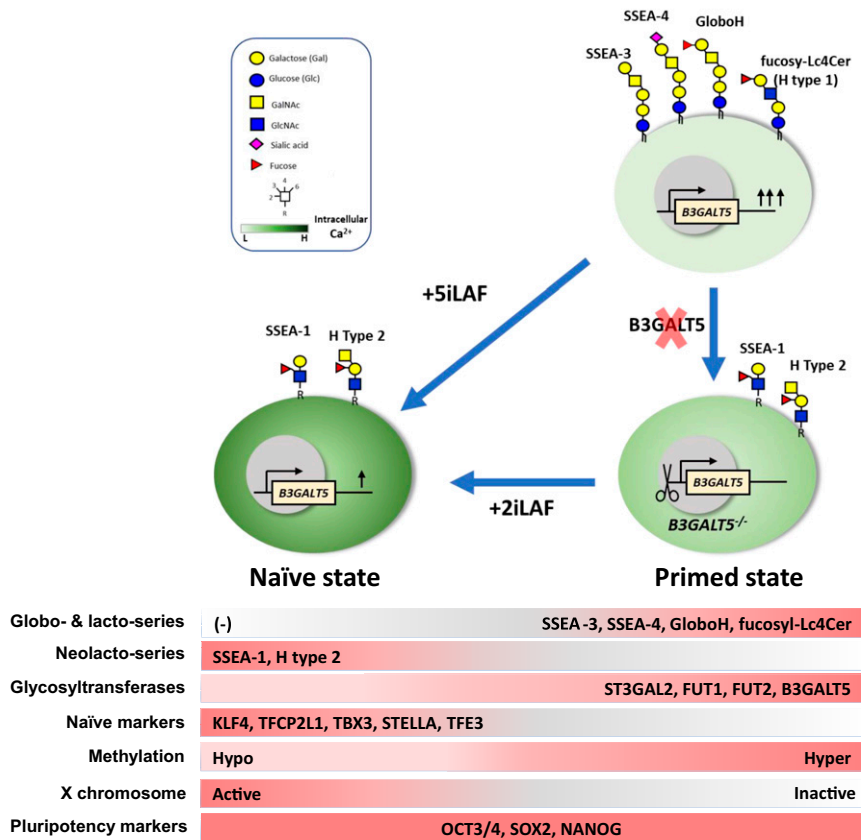 SSEA-4
GloboH
SSEA-3
fucosy-Lc4Cer
(H type 1)
Galactose (Gal)
Glucose (Glc)
GalNAc
GlcNAc
Sialic acid
Fucose
4
3
6
2
R
Intracellular
Ca²⁺
L
H
B3GALT5
+5iLAF
B3GALT5
SSEA-1
H Type 2
R
R
SSEA-1
H Type 2
R
R
B3GALT5
+2iLAF
B3GALT5
B3GALT5-/-
Naïve state
Primed state
Globo- & lacto-series
(-)
SSEA-3, SSEA-4, GloboH, fucosyl-Lc4Cer
Neolacto-series
SSEA-1, H type 2
Glycosyltransferases
ST3GAL2, FUT1, FUT2, B3GALT5
Naïve markers
KLF4, TFCP2L1, TBX3, STELLA, TFE3
Methylation
Hypo
Hyper
X chromosome
Active
Inactive
Pluripotency markers
OCT3/4, SOX2, NANOG